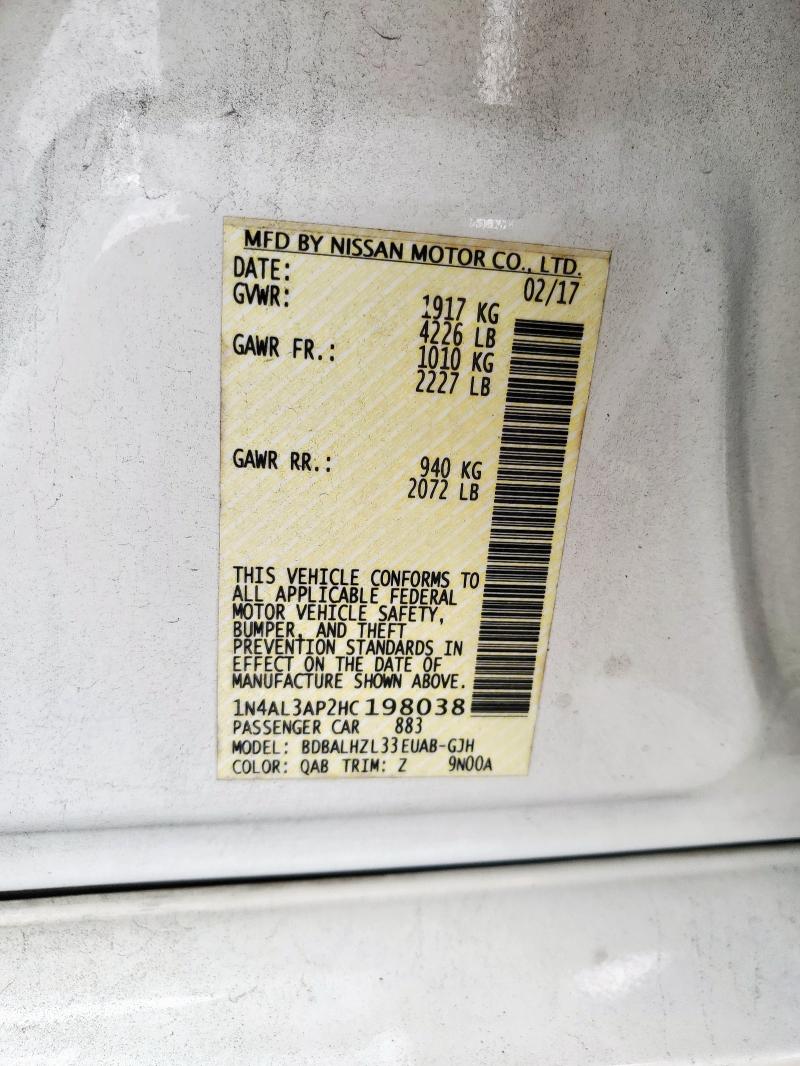 MFD BY NISSAN MOTOR CO., LTD.
DATE: 02/17
GVWR: 1917 KG
4226 LB
GAWR FR.: 1010 KG
2227 LB
GAWR RR.: 940 KG
2072 LB
THIS VEHICLE CONFORMS TO
ALL APPLICABLE FEDERAL
MOTOR VEHICLE SAFETY,
BUMPER, AND THEFT
PREVENTION STANDARDS IN
EFFECT ON THE DATE OF
MANUFACTURE SHOWN ABOVE.
1N4AL3AP2HC198038
PASSENGER CAR 883
MODEL: BDBALHZL33EUAB-GJH
COLOR: QAB TRIM: Z 9N00A